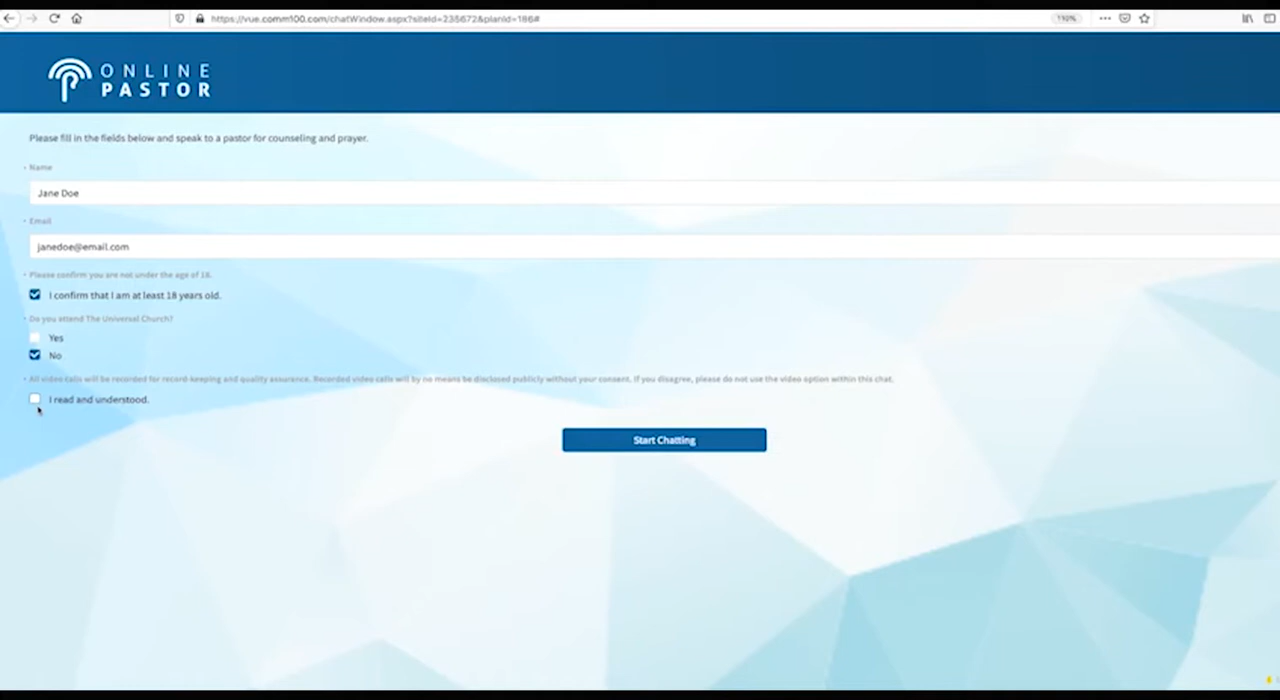 https://vue.comm100.com/chatWindow.aspx?siteId=235672&planId=186#
110%
ONLINE
PASTOR
Please fill in the fields below and speak to a pastor for counseling and prayer.
Name
Jane Doe
Email
janedoe@email.com
Please confirm you are not under the age of 18.
I confirm that I am at least 18 years old.
Do you attend The Universal Church?
Yes
No
All video calls will be recorded for record-keeping and quality assurance. Recorded video calls will by no means be disclosed publicly without your consent. If you disagree, please do not use the video option within this chat.
I read and understood.
Start Chatting